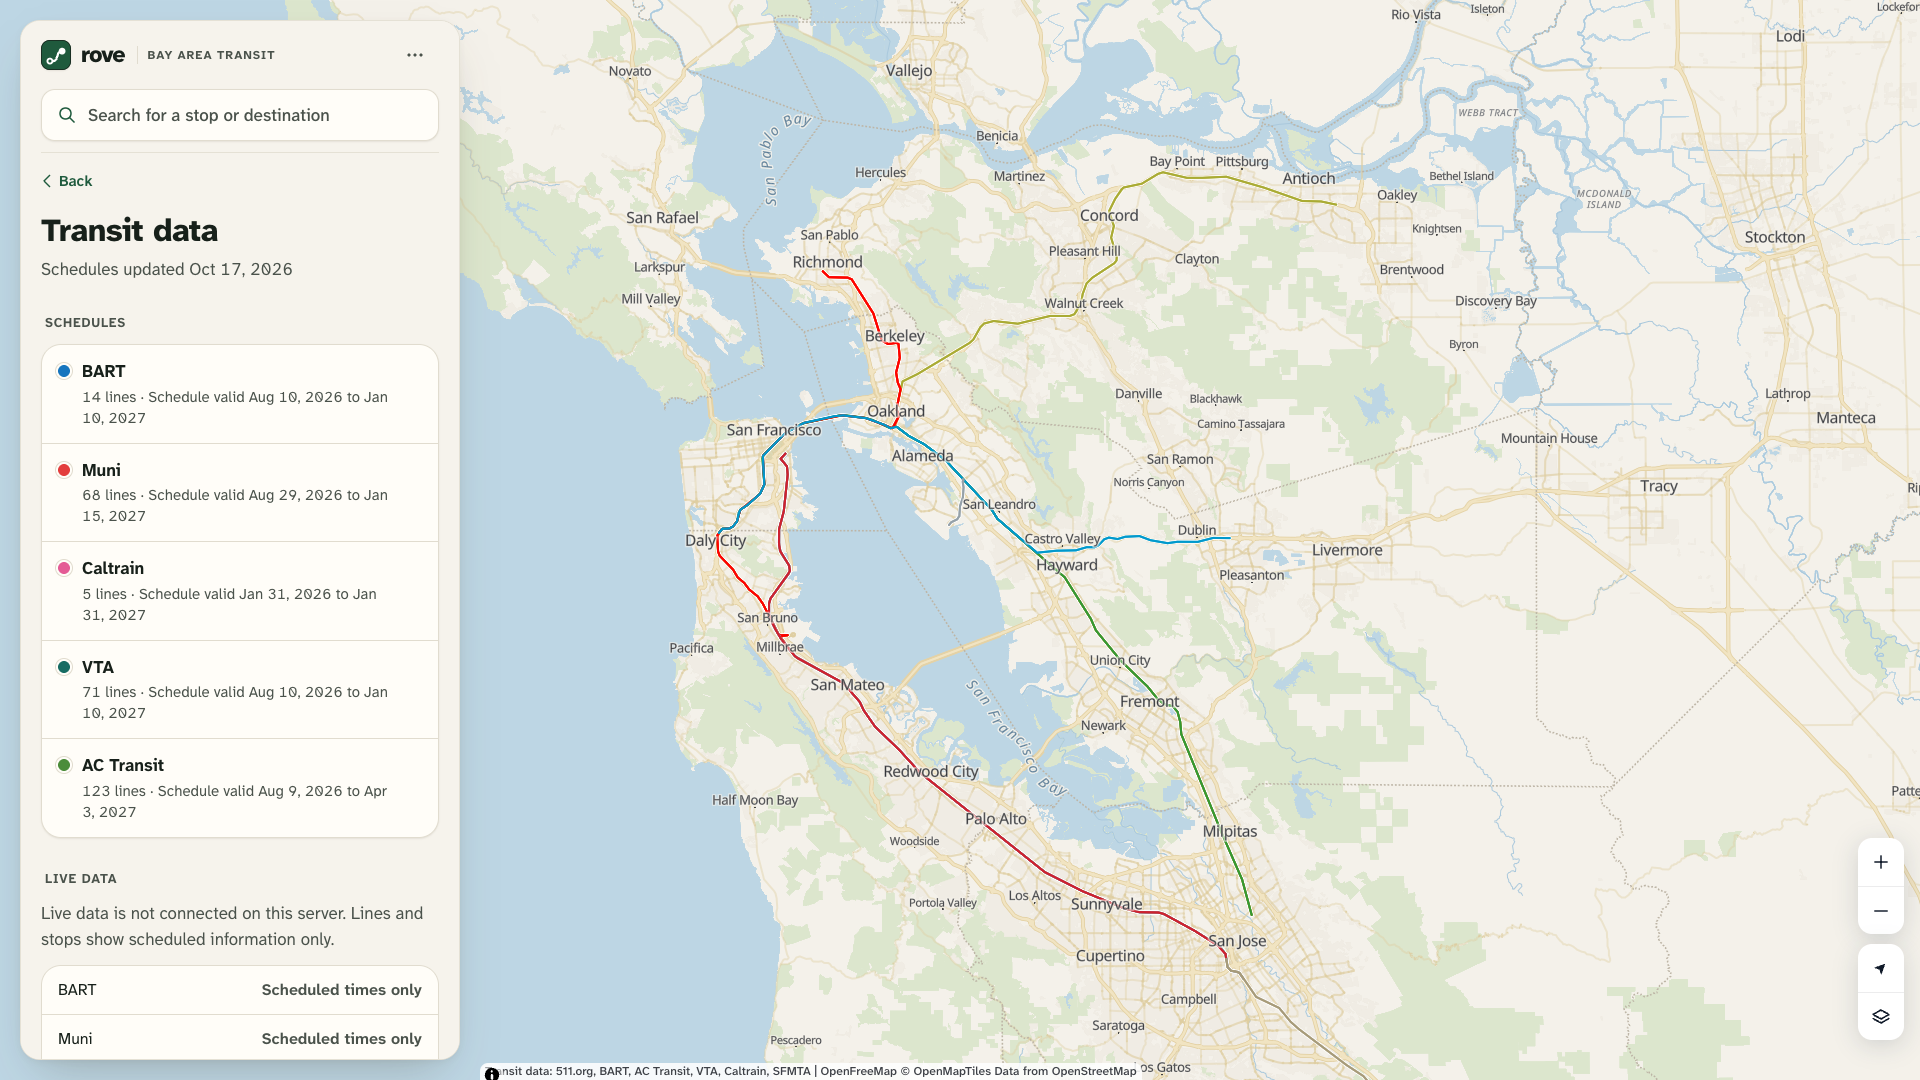 rove
BAY AREA TRANSIT
Search for a stop or destination
Back
Transit data
Schedules updated Oct 17, 2026
SCHEDULES
BART
14 lines · Schedule valid Aug 10, 2026 to Jan
10, 2027
Muni
68 lines · Schedule valid Aug 29, 2026 to Jan
15, 2027
Caltrain
5 lines · Schedule valid Jan 31, 2026 to Jan
31, 2027
VTA
71 lines · Schedule valid Aug 10, 2026 to Jan
10, 2027
AC Transit
123 lines · Schedule valid Aug 9, 2026 to Apr
3, 2027
LIVE DATA
Live data is not connected on this server. Lines and
stops show scheduled information only.
BART Scheduled times only
Muni Scheduled times only
Rio Vista
Isleton
Lockefor
Lodi
Novato
Vallejo
San Pablo Bay
WEBB TRACT
Benicia
Bay Point
Pittsburg
Hercules
Martinez
Antioch
Bethel Island
Oakley
MCDONALD
ISLAND
San Rafael
Concord
San Pablo
Knightsen
Stockton
Pleasant Hill
Richmond
Larkspur
Clayton
Brentwood
Mill Valley
Walnut Creek
Discovery Bay
Berkeley
Byron
Danville
Blackhawk
Lathrop
Oakland
Manteca
San Francisco
Camino Tassajara
Mountain House
Alameda
San Ramon
Norris Canyon
Tracy
Rip
San Leandro
Dublin
Daly City
Castro Valley
Livermore
Hayward
Pleasanton
San Bruno
Pacifica
Millbrae
Union City
San Mateo
San Francisco Bay
Fremont
Newark
Redwood City
Half Moon Bay
Patte
Palo Alto
Milpitas
Woodside
Los Altos
Portola Valley
Sunnyvale
San Jose
Cupertino
Campbell
Saratoga
Pescadero
os Gatos
nsit data: 511.org, BART, AC Transit, VTA, Caltrain, SFMTA | OpenFreeMap © OpenMapTiles Data from OpenStreetMap